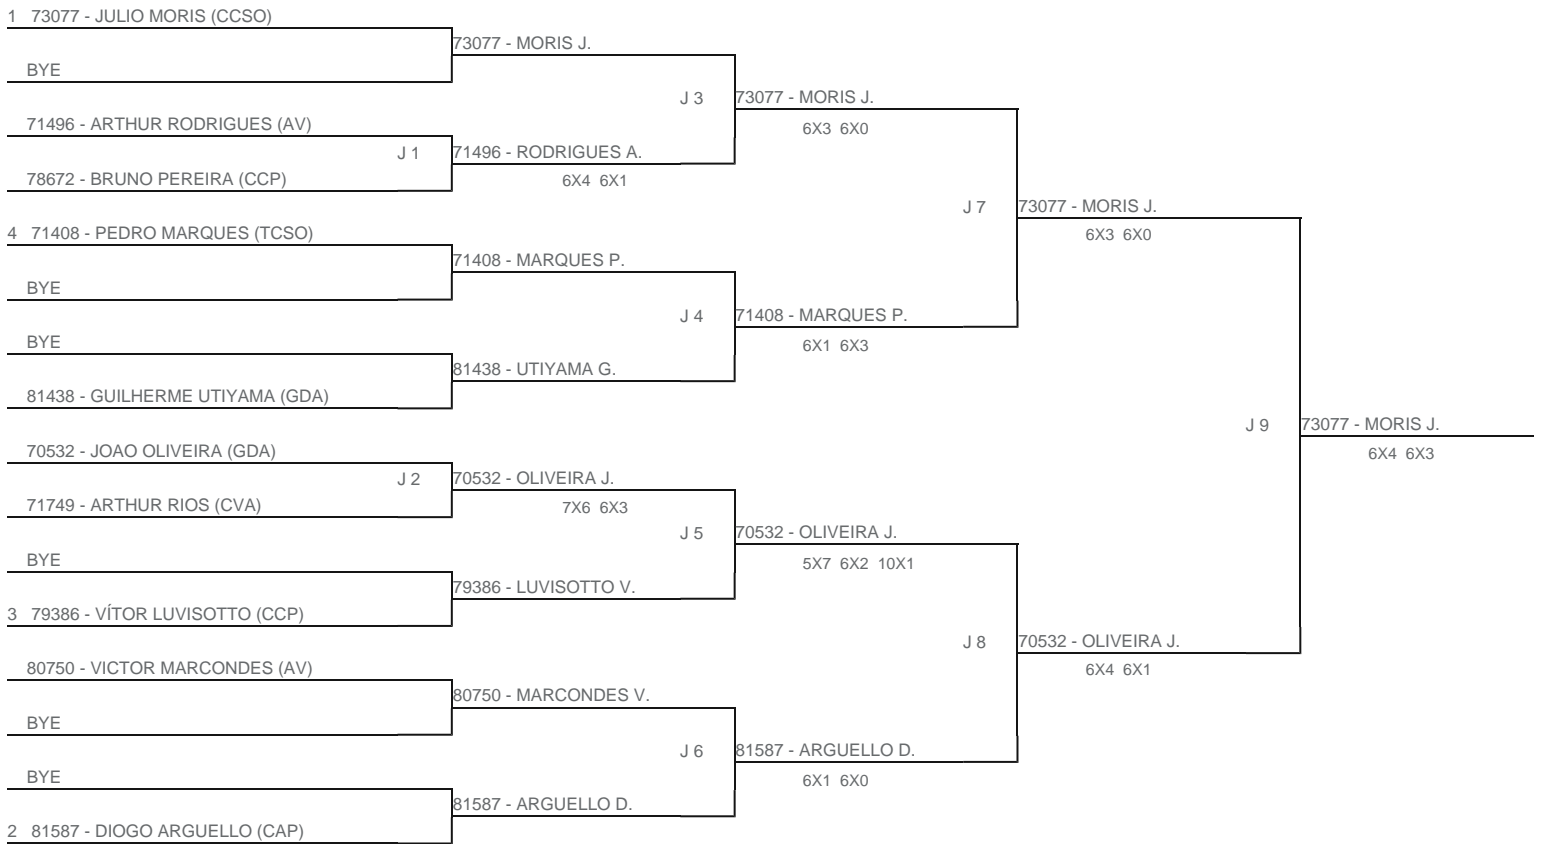 1 73077 - JULIO MORIS (CCSO)
BYE
71496 - ARTHUR RODRIGUES (AV)
78672 - BRUNO PEREIRA (CCP)
4 71408 - PEDRO MARQUES (TCSO)
BYE
BYE
81438 - GUILHERME UTIYAMA (GDA)
70532 - JOAO OLIVEIRA (GDA)
71749 - ARTHUR RIOS (CVA)
BYE
3 79386 - VÍTOR LUVISOTTO (CCP)
80750 - VICTOR MARCONDES (AV)
BYE
BYE
2 81587 - DIOGO ARGUELLO (CAP)
73077 - MORIS J.
J 1
71496 - RODRIGUES A.
6X4 6X1
71408 - MARQUES P.
81438 - UTIYAMA G.
J 2
70532 - OLIVEIRA J.
7X6 6X3
79386 - LUVISOTTO V.
80750 - MARCONDES V.
81587 - ARGUELLO D.
J 3
73077 - MORIS J.
6X3 6X0
J 4
71408 - MARQUES P.
6X1 6X3
J 5
70532 - OLIVEIRA J.
5X7 6X2 10X1
J 6
81587 - ARGUELLO D.
6X1 6X0
J 7
73077 - MORIS J.
6X3 6X0
J 8
70532 - OLIVEIRA J.
6X4 6X1
J 9
73077 - MORIS J.
6X4 6X3